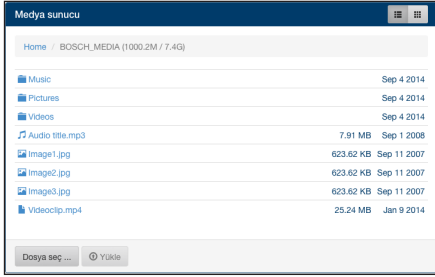 Medya sunucu
Home / BOSCH_MEDIA (1000.2M / 7.4G)
Music Sep 4 2014
Pictures Sep 4 2014
Videos Sep 4 2014
Audio title.mp3 7.91 MB Sep 1 2008
Image1.jpg 623.62 KB Sep 11 2007
Image2.jpg 623.62 KB Sep 11 2007
Image3.jpg 623.62 KB Sep 11 2007
Videoclip.mp4 25.24 MB Jan 9 2014
Dosya seç ... Yükle